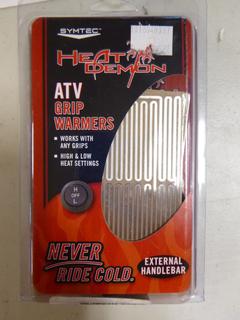 SYMTEC
HEAT DEMON
ATV
GRIP
WARMERS
• WORKS WITH
ANY GRIPS
• HIGH & LOW
HEAT SETTINGS
H
OFF
L
NEVER
RIDE COLD.
EXTERNAL
HANDLEBAR